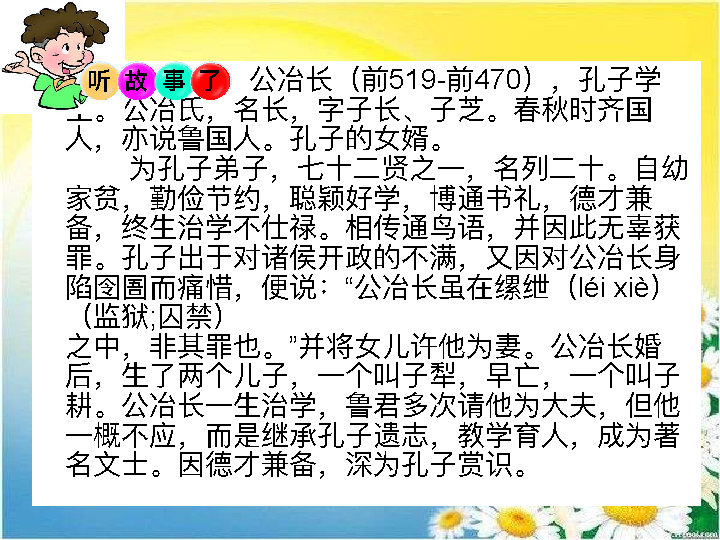 听故事了 公冶长（前519-前470），孔子学
生。公冶氏，名长，字子长、子芝。春秋时齐国
人，亦说鲁国人。孔子的女婿。
为孔子弟子，七十二贤之一，名列二十。自幼
家贫，勤俭节约，聪颖好学，博通书礼，德才兼
备，终生治学不仕禄。相传通鸟语，并因此无辜获
罪。孔子出于对诸侯开政的不满，又因对公冶长身
陷囹圄而痛惜，便说：“公冶长虽在缧绁（léi xiè）
（监狱;囚禁）
之中，非其罪也。”并将女儿许他为妻。公冶长婚
后，生了两个儿子，一个叫子犁，早亡，一个叫子
耕。公冶长一生治学，鲁君多次请他为大夫，但他
一概不应，而是继承孔子遗志，教学育人，成为著
名文士。因德才兼备，深为孔子赏识。